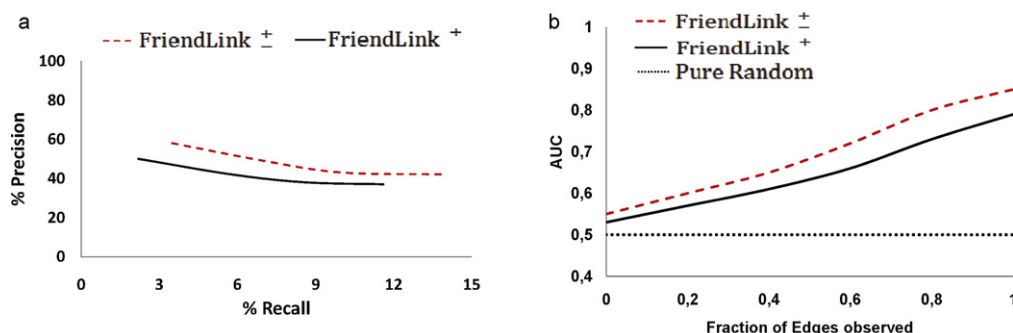 a
FriendLink ± FriendLink +
% Precision
100
80
60
40
20
0
0 3 6 9 12 15
% Recall
b
FriendLink ±
FriendLink +
Pure Random
AUC
1
0,9
0,8
0,7
0,6
0,5
0,4
0 0,2 0,4 0,6 0,8 1
Fraction of Edges observed